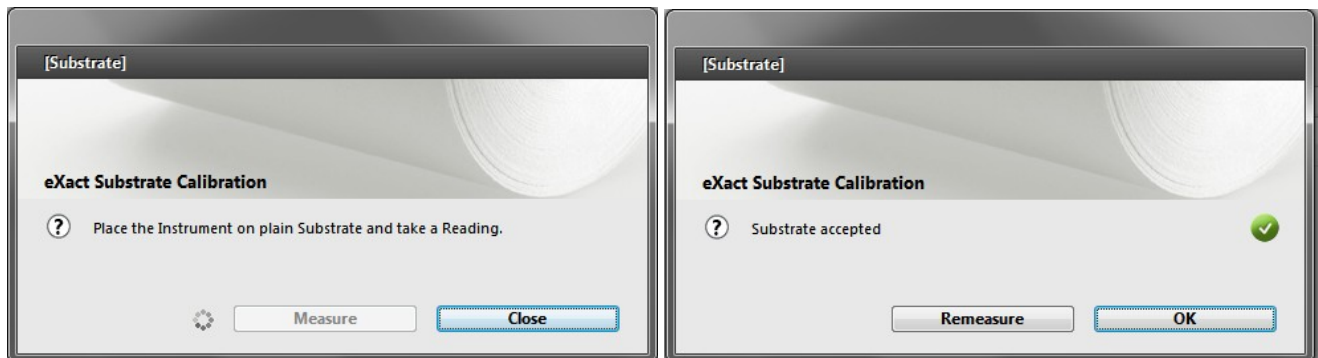 [Substrate]
eXact Substrate Calibration
? Place the Instrument on plain Substrate and take a Reading.
Measure Close
[Substrate]
eXact Substrate Calibration
? Substrate accepted
Remeasure OK